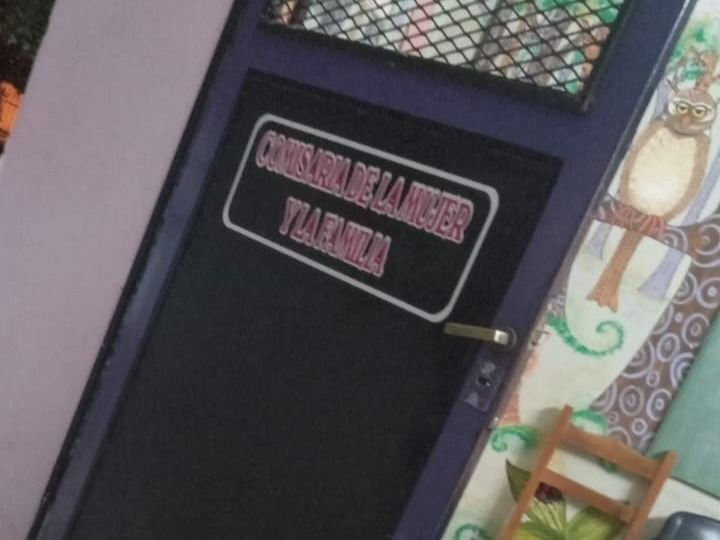 COMISARIA DE LA MUJER
Y LA FAMILIA